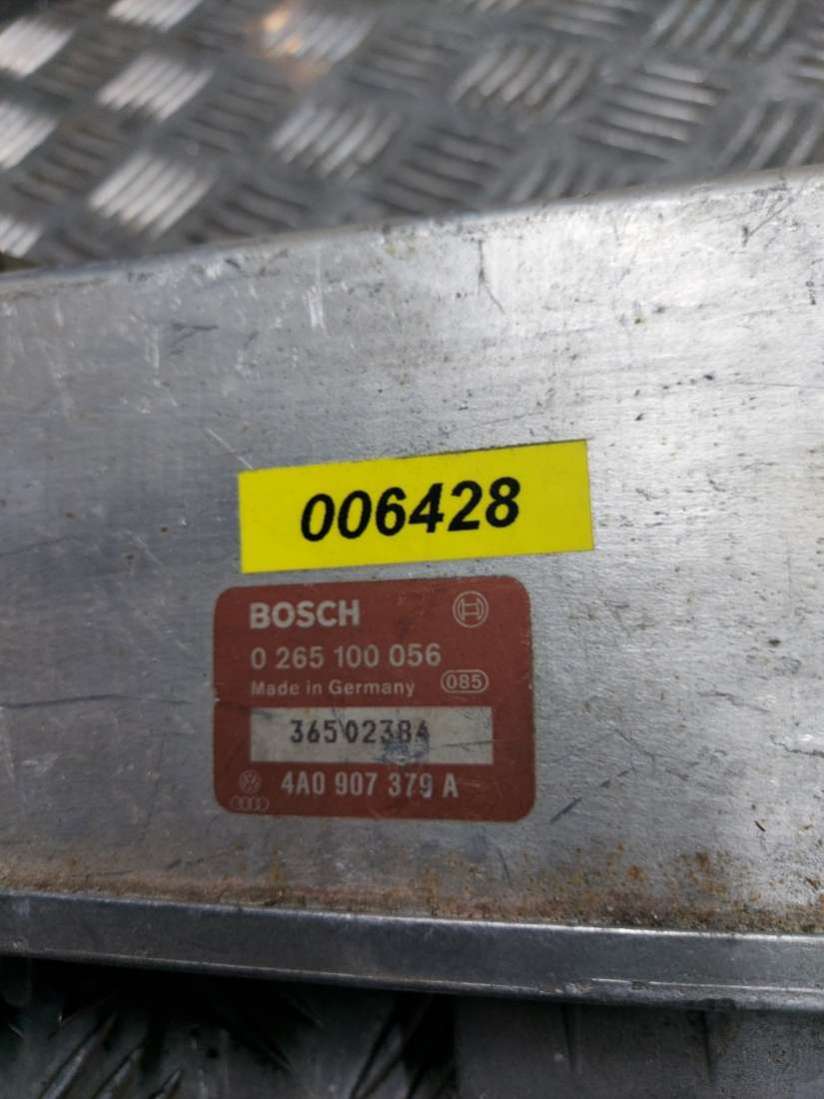 006428
BOSCH
0 265 100 056
Made in Germany 085
36502384
4A0 907 379 A